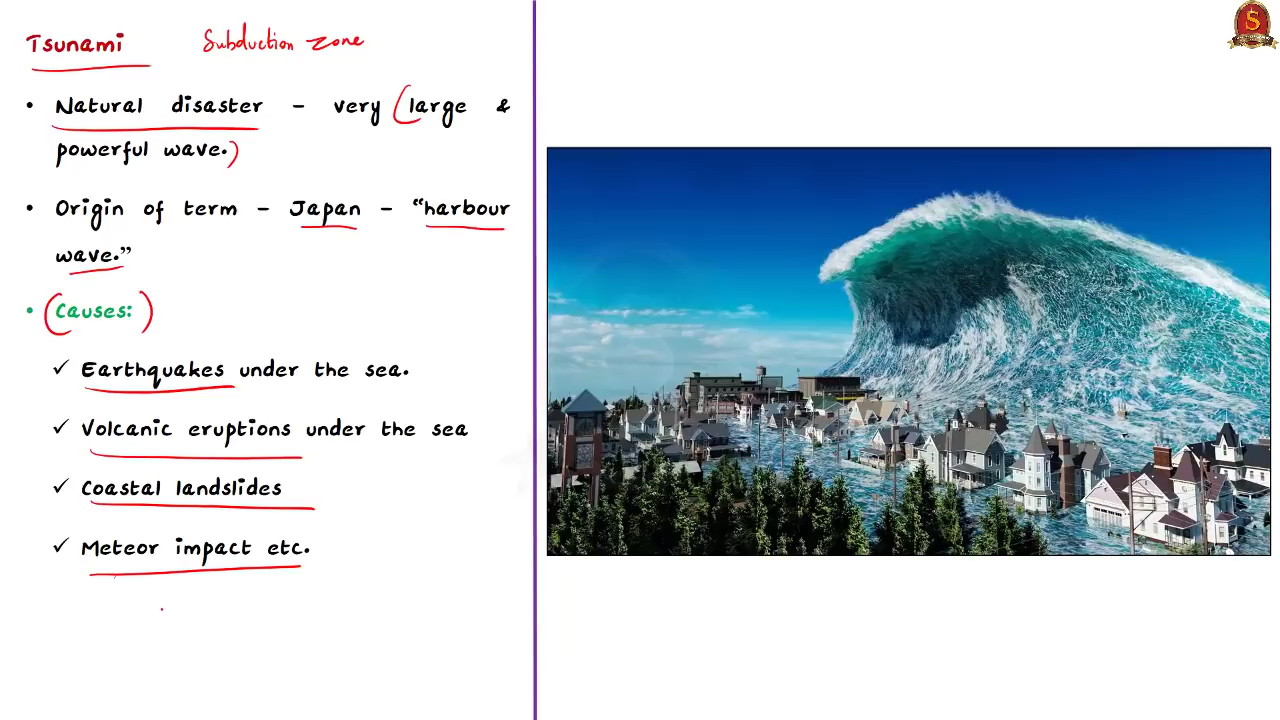 Tsunami Subduction zone
• Natural disaster – very (large &
powerful wave.)
• Origin of term – Japan – “harbour
wave.”
• (Causes:)
✓ Earthquakes under the sea.
✓ Volcanic eruptions under the sea
✓ Coastal landslides
✓ Meteor impact etc.
S